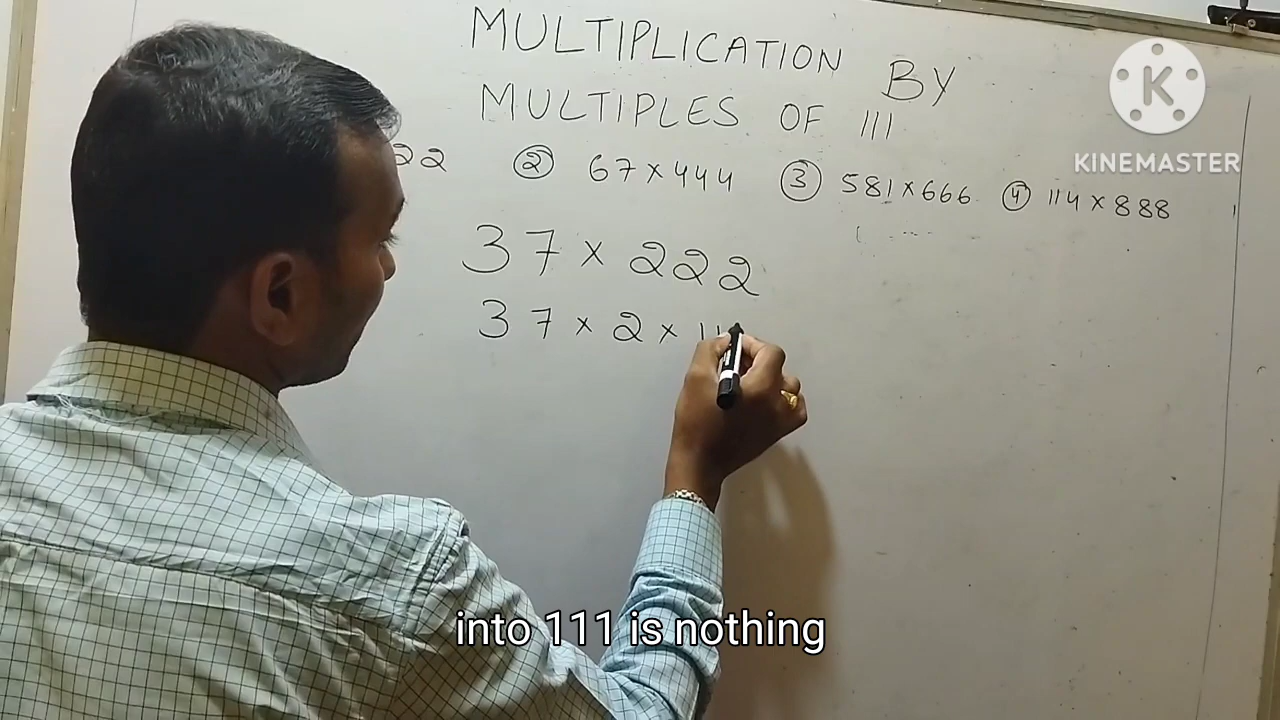 MULTIPLICATION BY
MULTIPLES OF 111
22 ② 67×444 ③ 581×666 ④ 114×888
37×222
37×2×11
K
KINEMASTER
into 111 is nothing